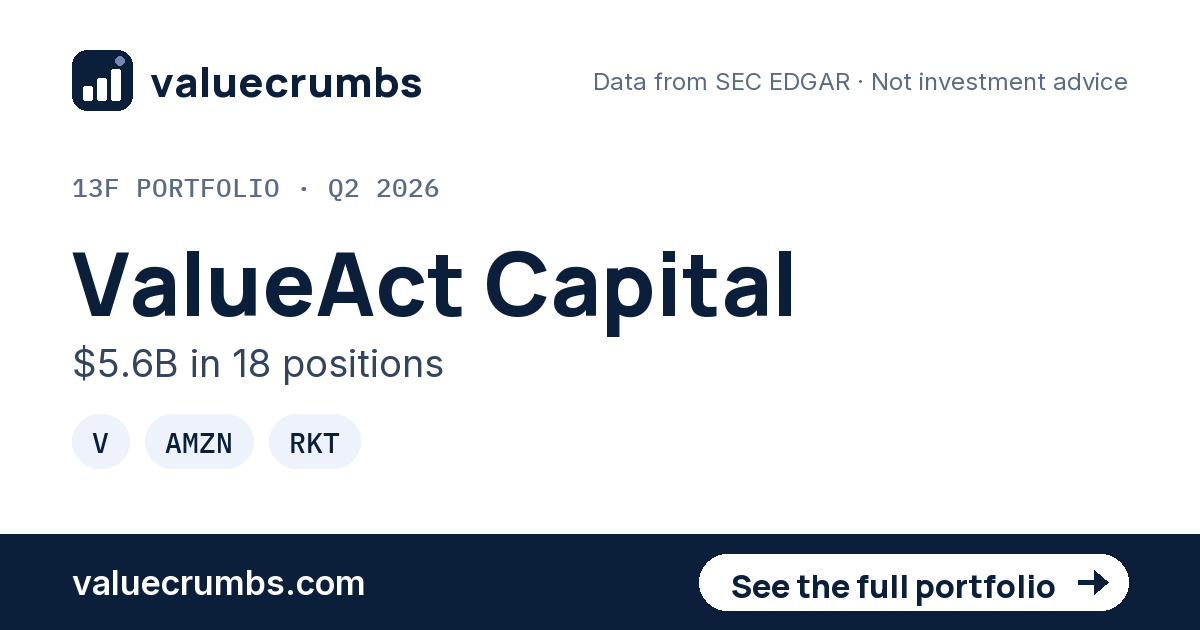 valuecrumbs
Data from SEC EDGAR · Not investment advice
13F PORTFOLIO · Q2 2026
ValueAct Capital
$5.6B in 18 positions
V AMZN RKT
valuecrumbs.com
See the full portfolio →